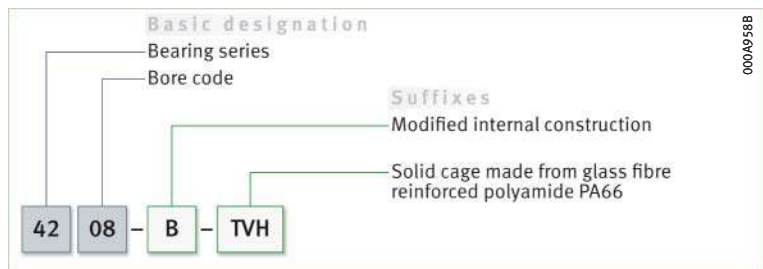 Basic designation
Bearing series
Bore code
Suffixes
Modified internal construction
Solid cage made from glass fibre
reinforced polyamide PA66
42 08 – B – TVH
000A958B